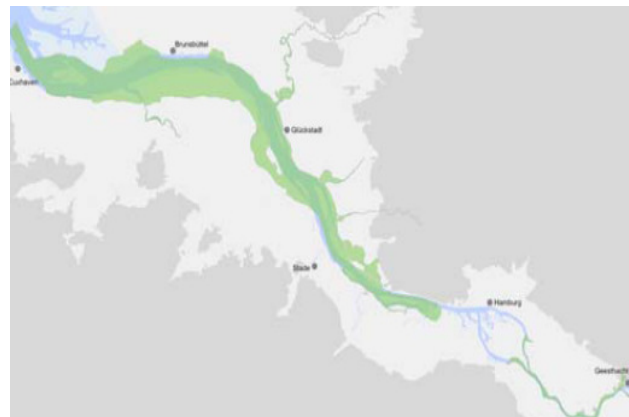 Brunsbüttel
Cuxhaven
Glückstadt
Stade
Hamburg
Geesthacht